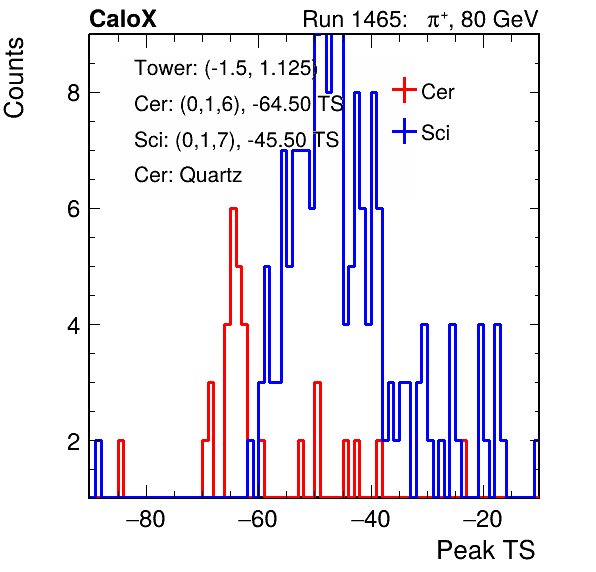 CaloX Run 1465: π⁺, 80 GeV
Counts
Tower: (-1.5, 1.125)
Cer: (0,1,6), -64.50 TS
Sci: (0,1,7), -45.50 TS
Cer: Quartz
Cer
Sci
8
6
4
2
−80 −60 −40 −20
Peak TS